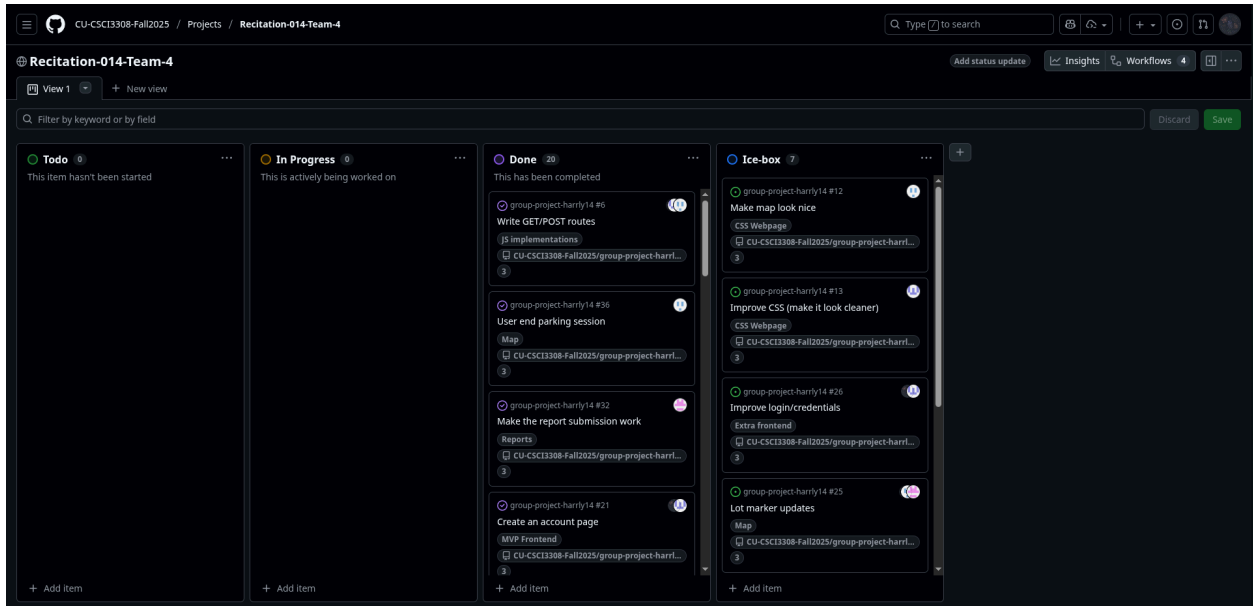 CU-CSCI3308-Fall2025 / Projects / Recitation-014-Team-4
Type / to search
Recitation-014-Team-4
Add status update
Insights
Workflows 4
View 1
+ New view
Filter by keyword or by field
Discard
Save
Todo 0
This item hasn't been started
+ Add item
In Progress 0
This is actively being worked on
+ Add item
Done 20
This has been completed
group-project-harrly14 #6
Write GET/POST routes
JS implementations
CU-CSCI3308-Fall2025/group-project-harrl...
3
group-project-harrly14 #36
User end parking session
Map
CU-CSCI3308-Fall2025/group-project-harrl...
3
group-project-harrly14 #32
Make the report submission work
Reports
CU-CSCI3308-Fall2025/group-project-harrl...
3
group-project-harrly14 #21
Create an account page
MVP Frontend
CU-CSCI3308-Fall2025/group-project-harrl...
3
+ Add item
Ice-box 7
group-project-harrly14 #12
Make map look nice
CSS Webpage
CU-CSCI3308-Fall2025/group-project-harrl...
3
group-project-harrly14 #13
Improve CSS (make it look cleaner)
CSS Webpage
CU-CSCI3308-Fall2025/group-project-harrl...
3
group-project-harrly14 #26
Improve login/credentials
Extra frontend
CU-CSCI3308-Fall2025/group-project-harrl...
3
group-project-harrly14 #25
Lot marker updates
Map
CU-CSCI3308-Fall2025/group-project-harrl...
3
+ Add item